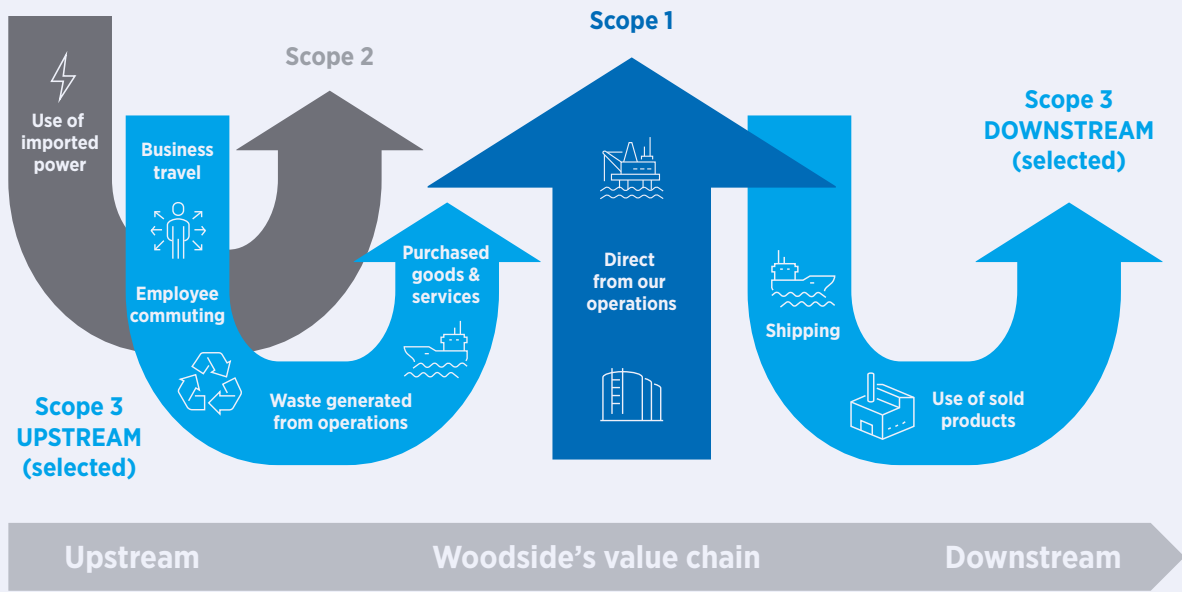 Scope 1
Scope 2
Use of
imported
power
Business
travel
Employee
commuting
Purchased
goods &
services
Waste generated
from operations
Scope 3
UPSTREAM
(selected)
Direct
from our
operations
Scope 3
DOWNSTREAM
(selected)
Shipping
Use of sold
products
Upstream
Woodside’s value chain
Downstream